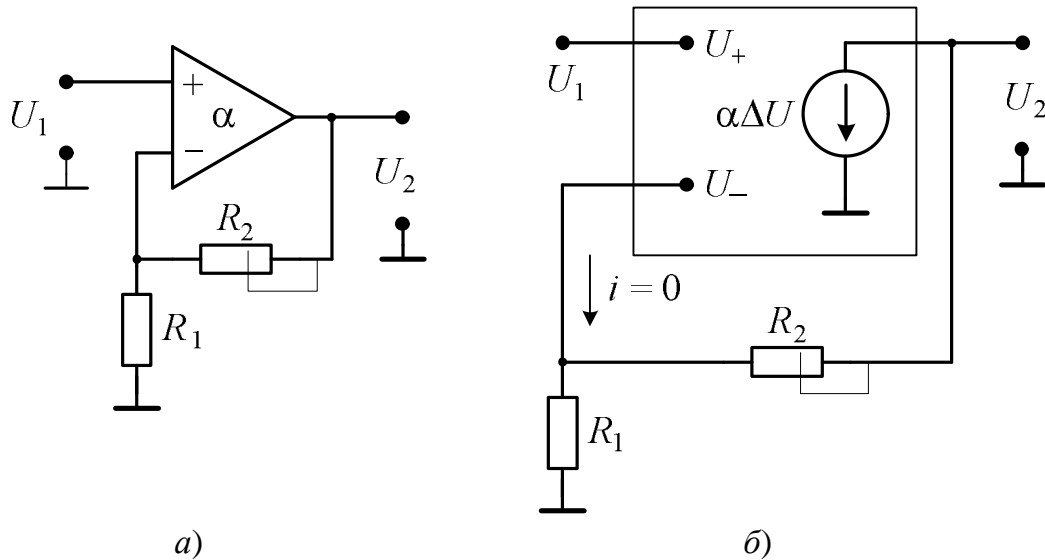 U₁
+
α
−
U₂
R₂
R₁
а)
U₁
U₊
αΔU
U₂
U₋
i = 0
R₂
R₁
б)